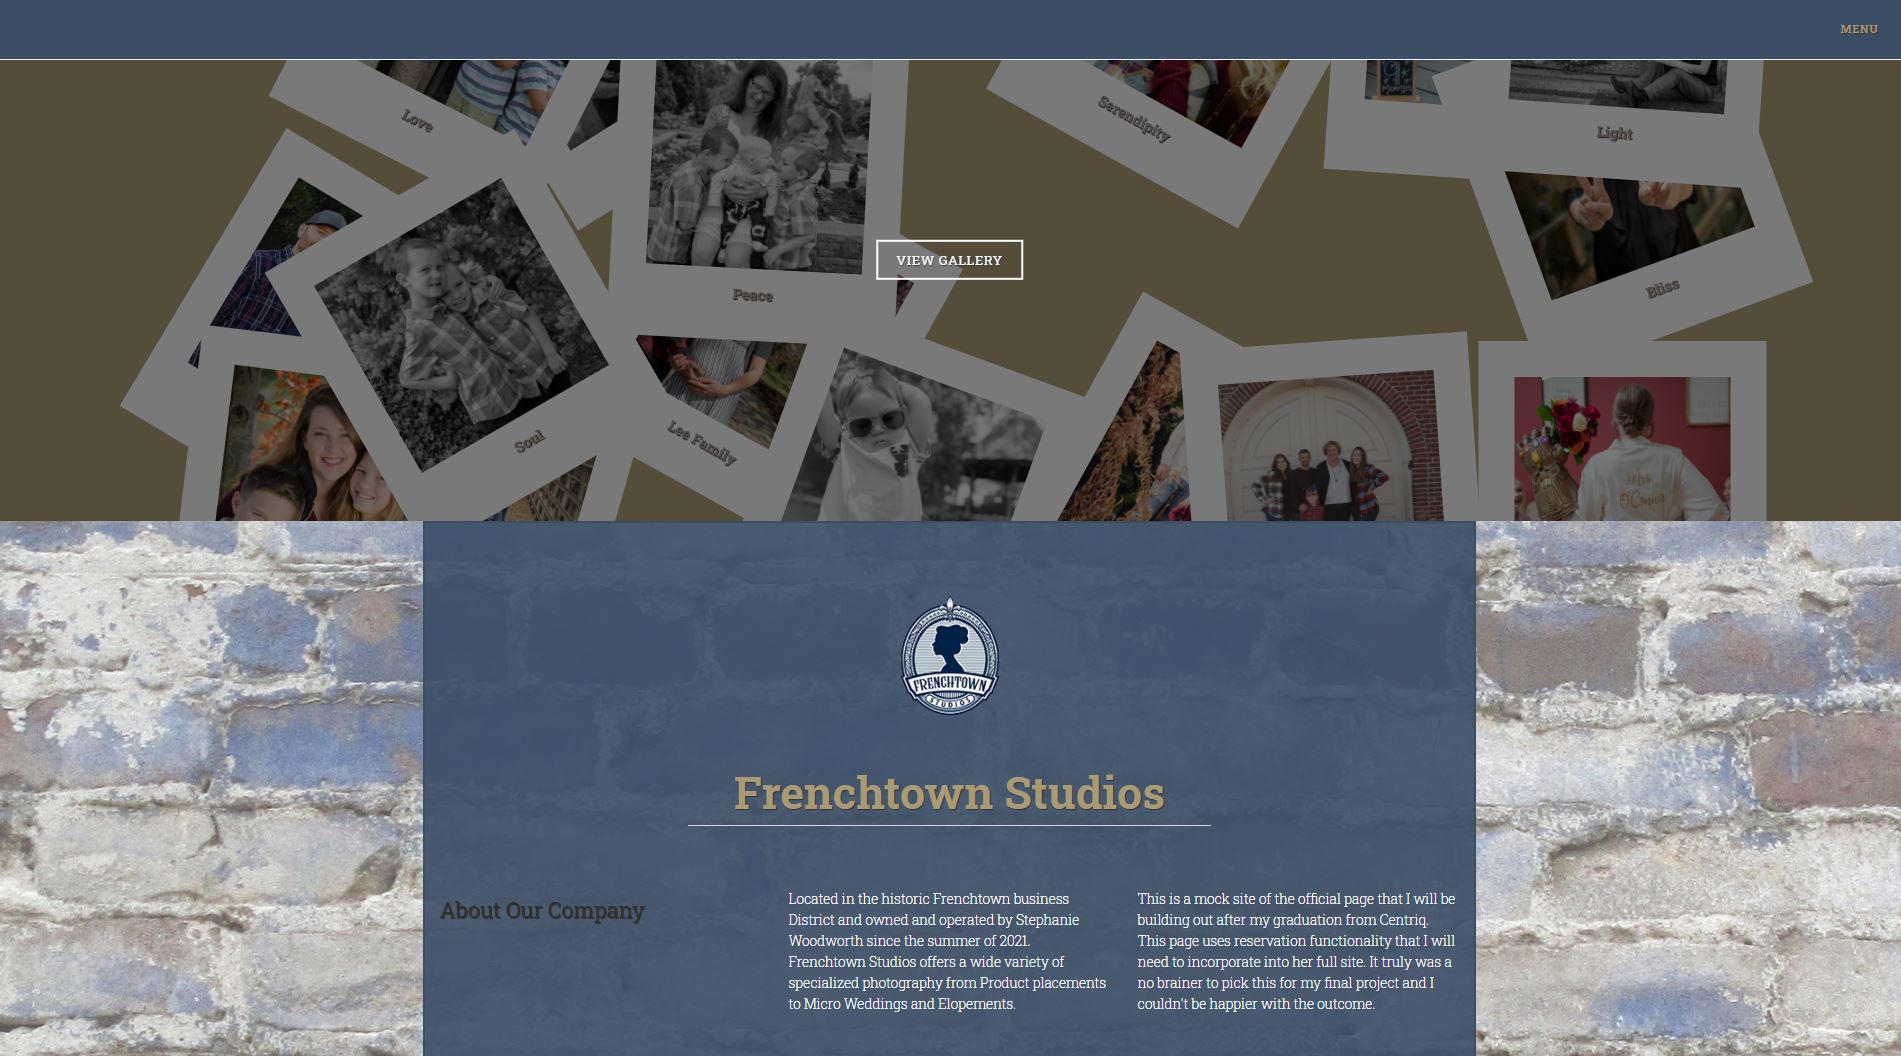 MENU
Love
Serendipity
Light
Peace
VIEW GALLERY
Bliss
Soul
Lee Family
Mrs.
O'Connor
FRENCHTOWN
STUDIOS
Frenchtown Studios
About Our Company
Located in the historic Frenchtown business
District and owned and operated by Stephanie
Woodworth since the summer of 2021.
Frenchtown Studios offers a wide variety of
specialized photography from Product placements
to Micro Weddings and Elopements.
This is a mock site of the official page that I will be
building out after my graduation from Centriq.
This page uses reservation functionality that I will
need to incorporate into her full site. It truly was a
no brainer to pick this for my final project and I
couldn't be happier with the outcome.